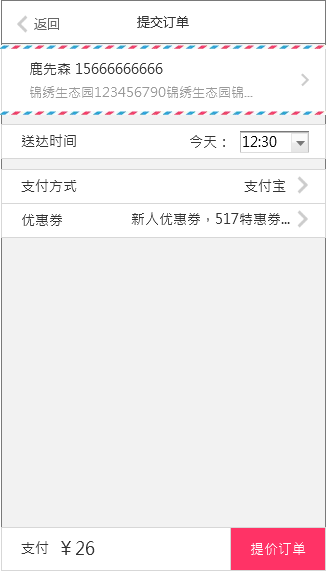 返回 提交订单
鹿先森 15666666666
锦绣生态园123456790锦绣生态园锦...
送达时间 今天： 12:30
支付方式 支付宝
优惠券 新人优惠券，517特惠券...
支付 ￥26 提价订单